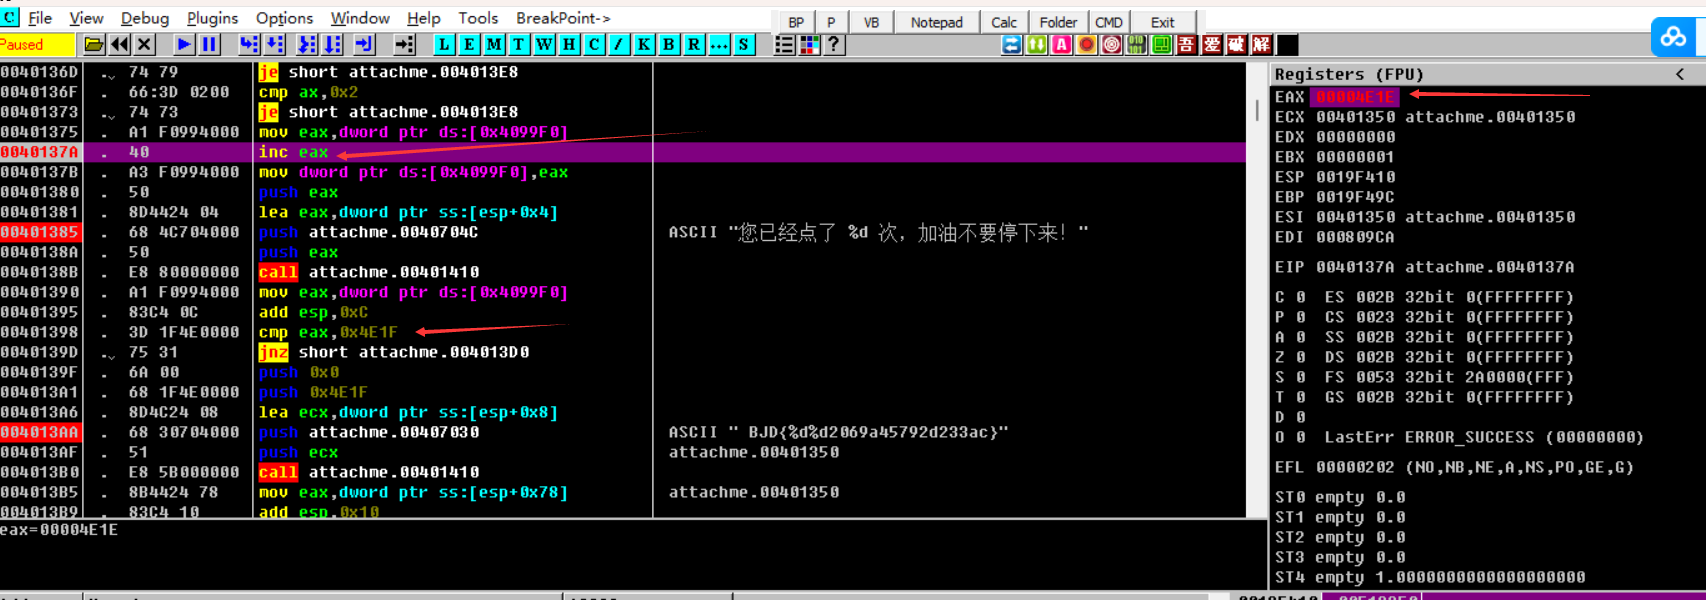 C File View Debug Plugins Options Window Help Tools BreakPoint-> BP P VB Notepad Calc Folder CMD Exit
Paused L E M T W H C / K B R ... S ? A 吾 爱 破 解
0040136D . 74 79 je short attachme.004013E8
0040136F . 66:3D 0200 cmp ax,0x2
00401373 . 74 73 je short attachme.004013E8
00401375 . A1 F0994000 mov eax,dword ptr ds:[0x4099F0]
0040137A . 40 inc eax
0040137B . A3 F0994000 mov dword ptr ds:[0x4099F0],eax
00401380 . 50 push eax
00401381 . 8D4424 04 lea eax,dword ptr ss:[esp+0x4]
00401385 . 68 4C704000 push attachme.0040704C ASCII "您已经点了 %d 次，加油不要停下来！"
0040138A . 50 push eax
0040138B . E8 80000000 call attachme.00401410
00401390 . A1 F0994000 mov eax,dword ptr ds:[0x4099F0]
00401395 . 83C4 0C add esp,0xC
00401398 . 3D 1F4E0000 cmp eax,0x4E1F
0040139D . 75 31 jnz short attachme.004013D0
0040139F . 6A 00 push 0x0
004013A1 . 68 1F4E0000 push 0x4E1F
004013A6 . 8D4C24 08 lea ecx,dword ptr ss:[esp+0x8]
004013AA . 68 30704000 push attachme.00407030 ASCII " BJD{%d%d2069a45792d233ac}"
004013AF . 51 push ecx attachme.00401350
004013B0 . E8 5B000000 call attachme.00401410
004013B5 . 8B4424 78 mov eax,dword ptr ss:[esp+0x78] attachme.00401350
004013B9 . 83C4 10 add esp,0x10
eax=00004E1E
Registers (FPU) <
EAX 00004E1E
ECX 00401350 attachme.00401350
EDX 00000000
EBX 00000001
ESP 0019F410
EBP 0019F49C
ESI 00401350 attachme.00401350
EDI 000809CA
EIP 0040137A attachme.0040137A
C 0 ES 002B 32bit 0(FFFFFFFF)
P 0 CS 0023 32bit 0(FFFFFFFF)
A 0 SS 002B 32bit 0(FFFFFFFF)
Z 0 DS 002B 32bit 0(FFFFFFFF)
S 0 FS 0053 32bit 2A0000(FFF)
T 0 GS 002B 32bit 0(FFFFFFFF)
D 0
O 0 LastErr ERROR_SUCCESS (00000000)
EFL 00000202 (NO,NB,NE,A,NS,PO,GE,G)
ST0 empty 0.0
ST1 empty 0.0
ST2 empty 0.0
ST3 empty 0.0
ST4 empty 1.0000000000000000000